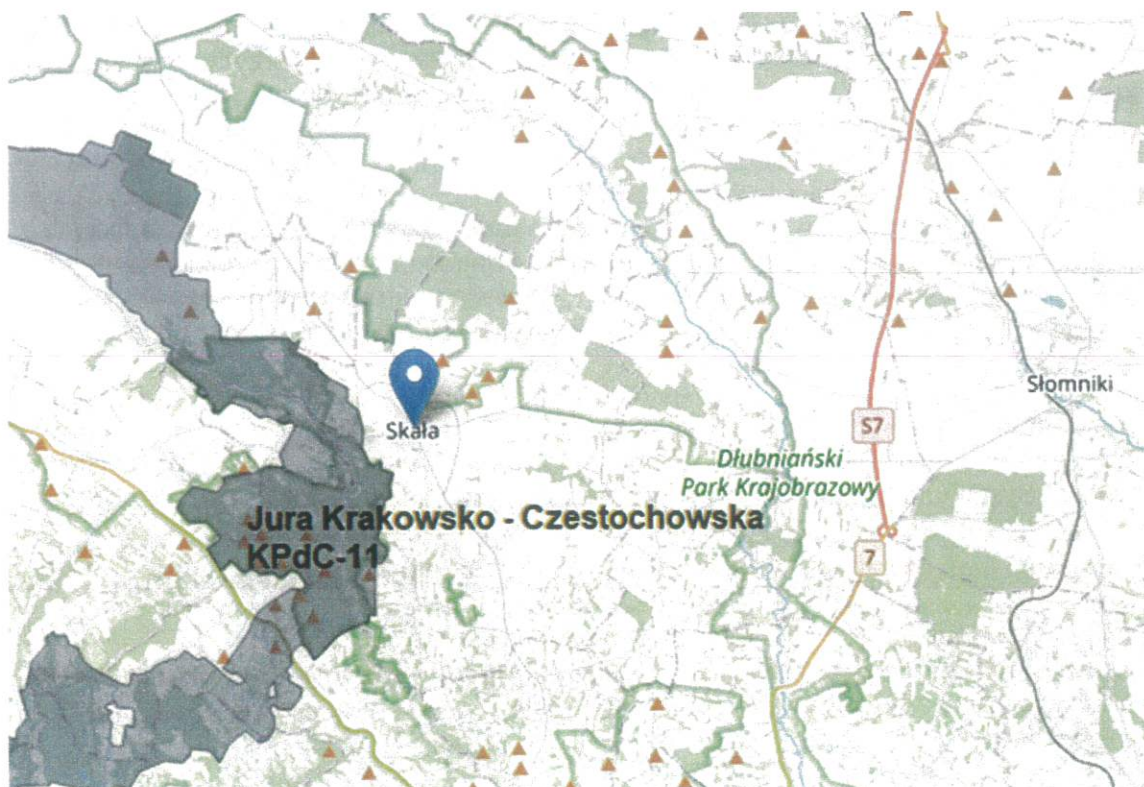 Skała
Słomniki
S7
Dłubniański
Park Krajobrazowy
Jura Krakowsko - Czestochowska
KPdC-11
7